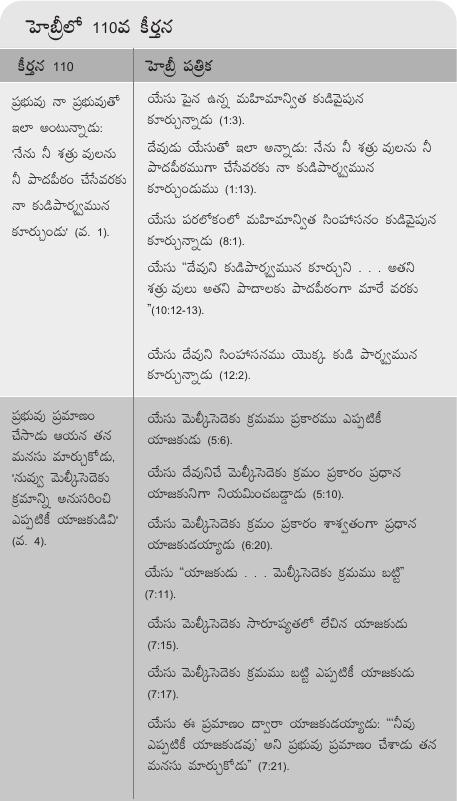 హెబ్రీలో 110వ కీర్తన
కీర్తన 110
హెబ్రీ పత్రిక
ప్రభువు నా ప్రభువుతో
ఇలా అంటున్నాడు:
'నేను నీ శత్రువులను
నీ పాదపీఠం చేసేవరకు
నా కుడిపార్శ్వమున
కూర్చుండు' (వ. 1).
యేసు పైన ఉన్న మహిమాన్విత కుడివైపున
కూర్చున్నాడు (1:3).
దేవుడు యేసుతో ఇలా అన్నాడు: నేను నీ శత్రువులను నీ
పాదపీఠముగా చేసేవరకు నా కుడిపార్శ్వమున
కూర్చుండుము (1:13).
యేసు పరలోకంలో మహిమాన్విత సింహాసనం కుడివైపున
కూర్చున్నాడు (8:1).
యేసు “దేవుని కుడిపార్శ్వమున కూర్చుని . . . అతని
శత్రువులు అతని పాదాలకు పాదపీఠంగా మారే వరకు
”(10:12-13).
యేసు దేవుని సింహాసనము యొక్క కుడి పార్శ్వమున
కూర్చున్నాడు (12:2).
ప్రభువు ప్రమాణం
చేసాడు ఆయన తన
మనసు మార్చుకోడు,
'నువ్వు మెల్కీసెదెకు
క్రమాన్ని అనుసరించి
ఎప్పటికీ యాజకుడివి'
(వ. 4).
యేసు మెల్కీసెదెకు క్రమము ప్రకారము ఎప్పటికీ
యాజకుడు (5:6).
యేసు దేవునిచే మెల్కీసెదెకు క్రమం ప్రకారం ప్రధాన
యాజకునిగా నియమించబడ్డాడు (5:10).
యేసు మెల్కీసెదెకు క్రమం ప్రకారం శాశ్వతంగా ప్రధాన
యాజకుడయ్యాడు (6:20).
యేసు “యాజకుడు . . . మెల్కీసెదెకు క్రమము బట్టి”
(7:11).
యేసు మెల్కీసెదెకు సారూప్యతలో లేచిన యాజకుడు
(7:15).
యేసు మెల్కీసెదెకు క్రమము బట్టి ఎప్పటికీ యాజకుడు
(7:17).
యేసు ఈ ప్రమాణం ద్వారా యాజకుడయ్యాడు: “‘నీవు
ఎప్పటికీ యాజకుడవు’ అని ప్రభువు ప్రమాణం చేశాడు తన
మనసు మార్చుకోడు” (7:21).